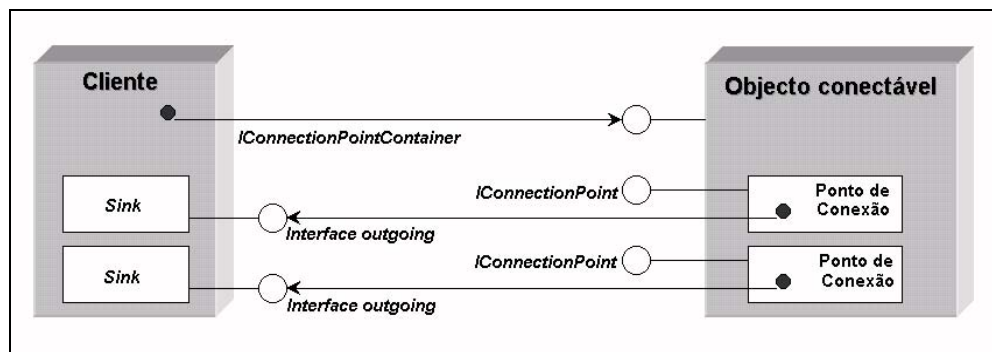 Cliente
Objecto conectável
IConnectionPointContainer
Sink
IConnectionPoint
Ponto de
Conexão
Interface outgoing
Sink
IConnectionPoint
Ponto de
Conexão
Interface outgoing